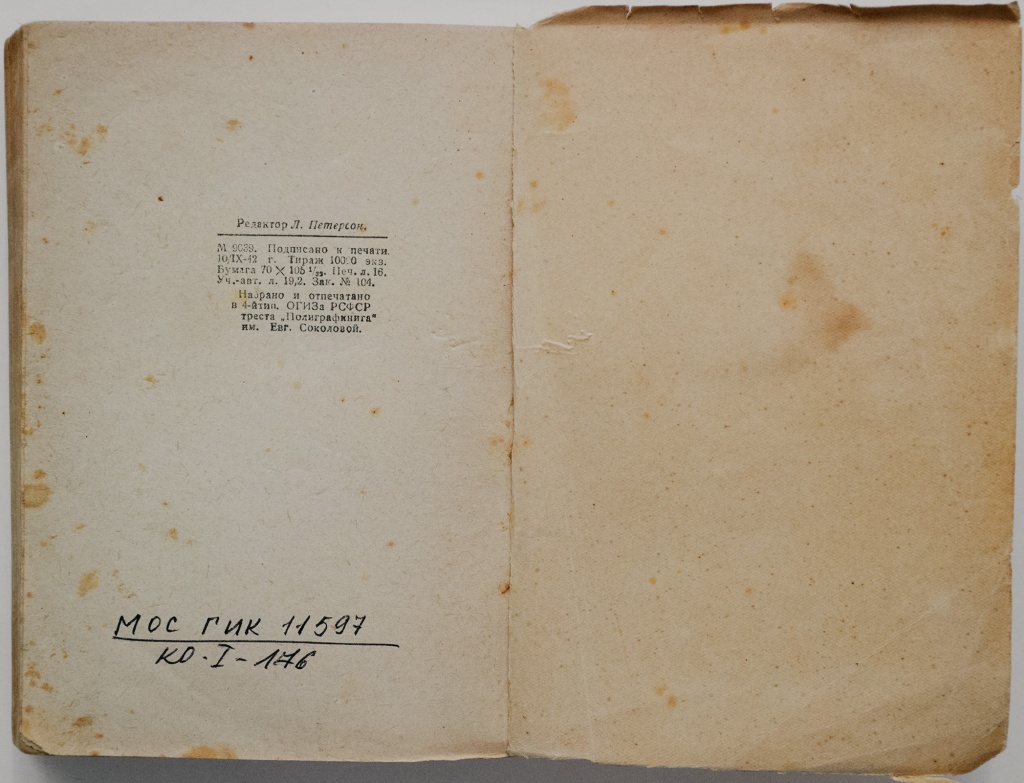 Редактор Л. Петерсон.
М 9039. Подписано к печати
10/IX-42 г. Тираж 10000 экз.
Бумага 70 × 105 1/32. Печ. л. 16.
Уч.-авт. л. 19,2. Зак. № 104.
Набрано и отпечатано
в 4-й тип. ОГИЗа РСФСР
треста „Полиграфкнига“
им. Евг. Соколовой.
МОС ГИК 11597
КО-I-176